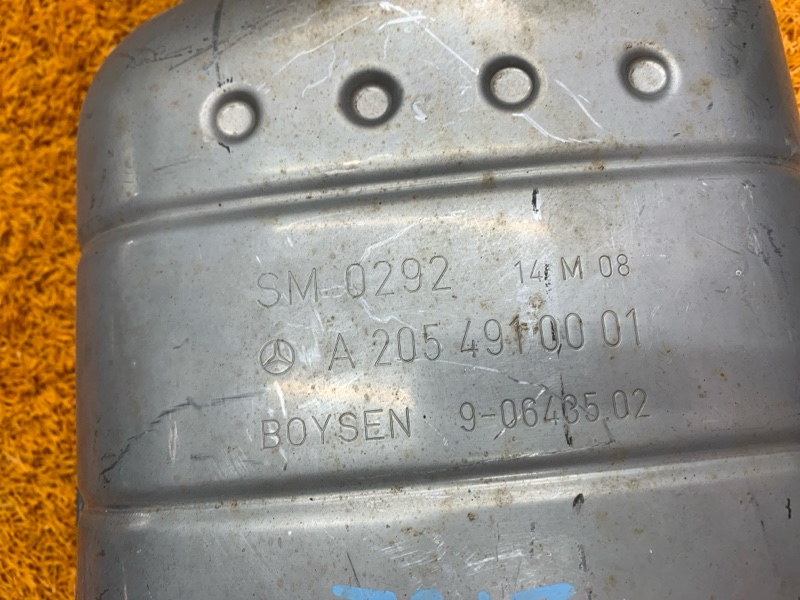 SM 0292 14 M 08
A 205 491 00 01
BOYSEN 9-06435 02